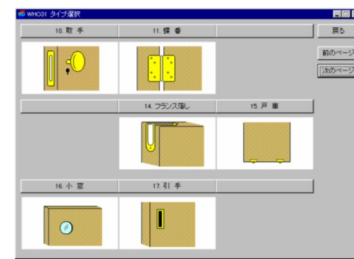 WHC01 タイプ選択
10. 取 手
11. 蝶 番
戻る
前のページ
次のページ
14. フランス落し
15. 戸 車
16. 小 窓
17. 引 手